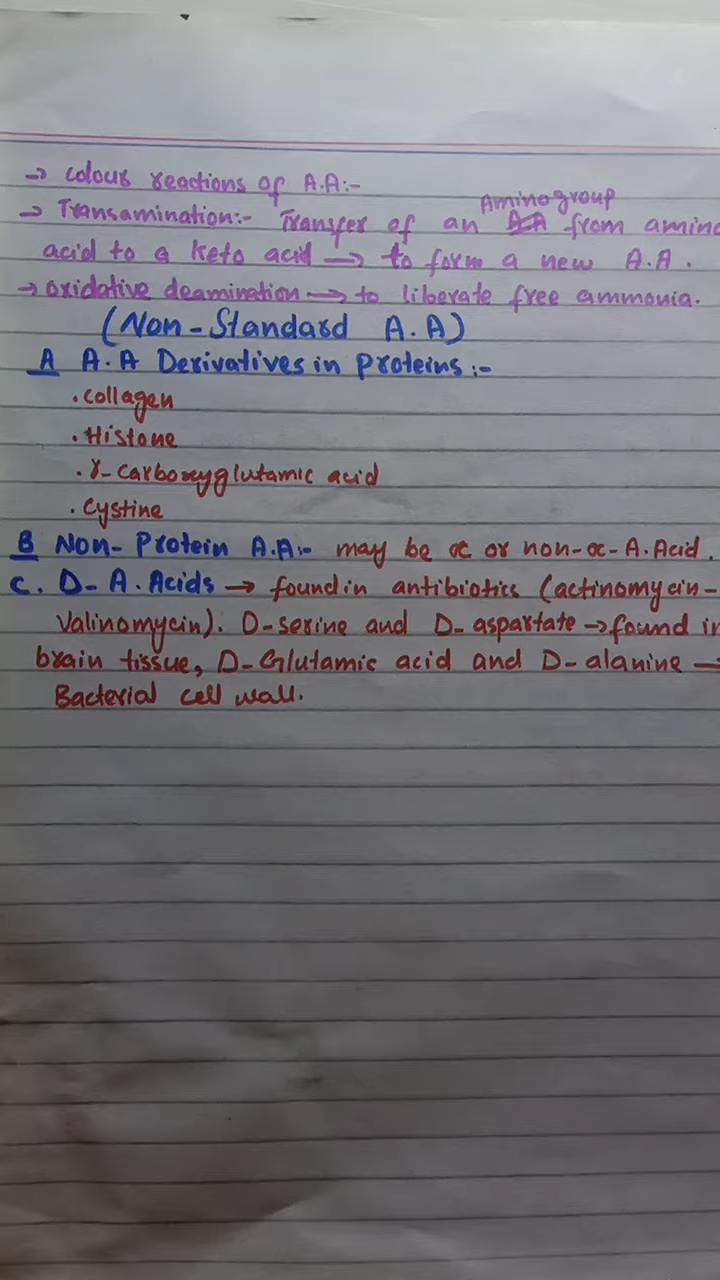 → Colour reactions of A.A:-
Aminogroup
→ Transamination:- Transfer of an A.A from amino
acid to a keto acid → to form a new A.A.
→ oxidative deamination → to liberate free ammonia.
(Non-Standard A.A)
A A.A Derivatives in proteins :-
. collagen
. Histone
. γ-carboxyglutamic acid
. Cystine
B Non-Protein A.A:- may be α or non-α-A.Acid.
C. D-A.Acids → found in antibiotics (actinomycin-
Valinomycin). D-serine and D-aspartate → found in
brain tissue, D-Glutamic acid and D-alanine →
Bacterial cell wall.